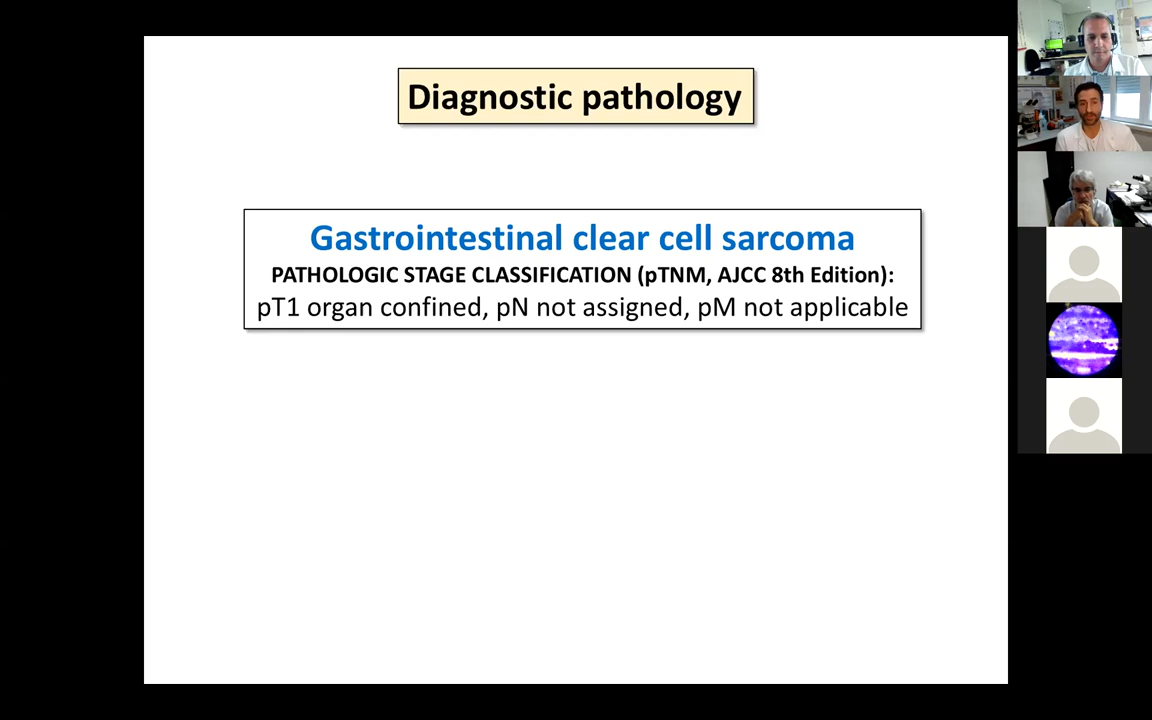 Diagnostic pathology
Gastrointestinal clear cell sarcoma
PATHOLOGIC STAGE CLASSIFICATION (pTNM, AJCC 8th Edition):
pT1 organ confined, pN not assigned, pM not applicable